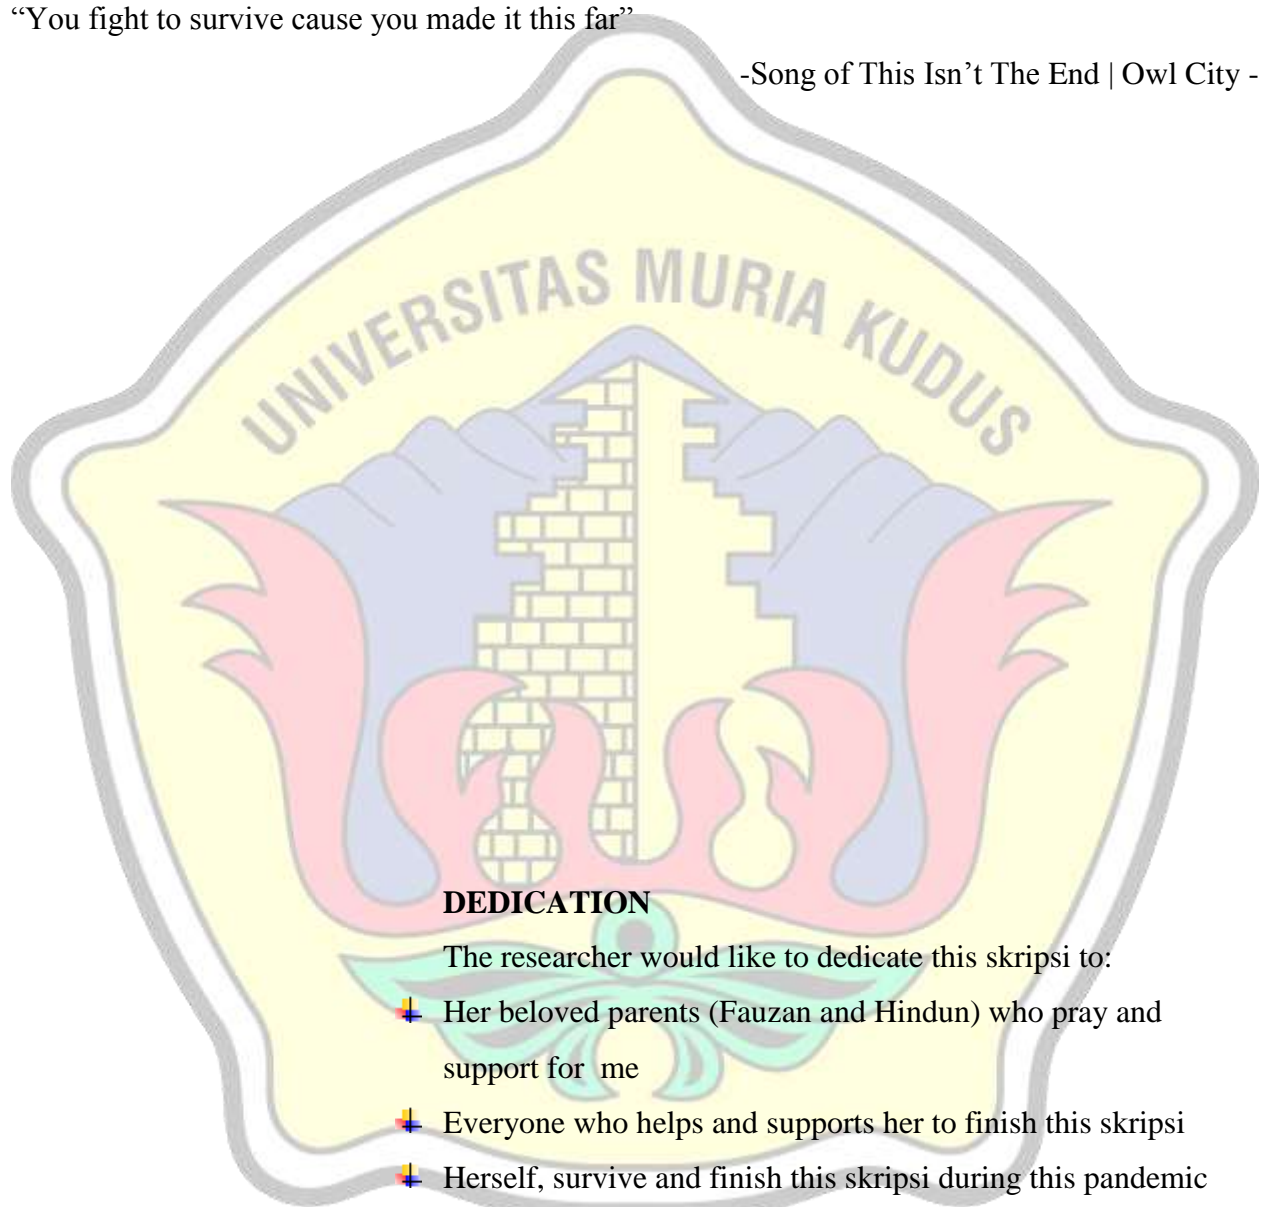 “You fight to survive cause you made it this far”
-Song of This Isn’t The End | Owl City -
UNIVERSITAS MURIA KUDUS
DEDICATION
The researcher would like to dedicate this skripsi to:
Her beloved parents (Fauzan and Hindun) who pray and
support for me
Everyone who helps and supports her to finish this skripsi
Herself, survive and finish this skripsi during this pandemic